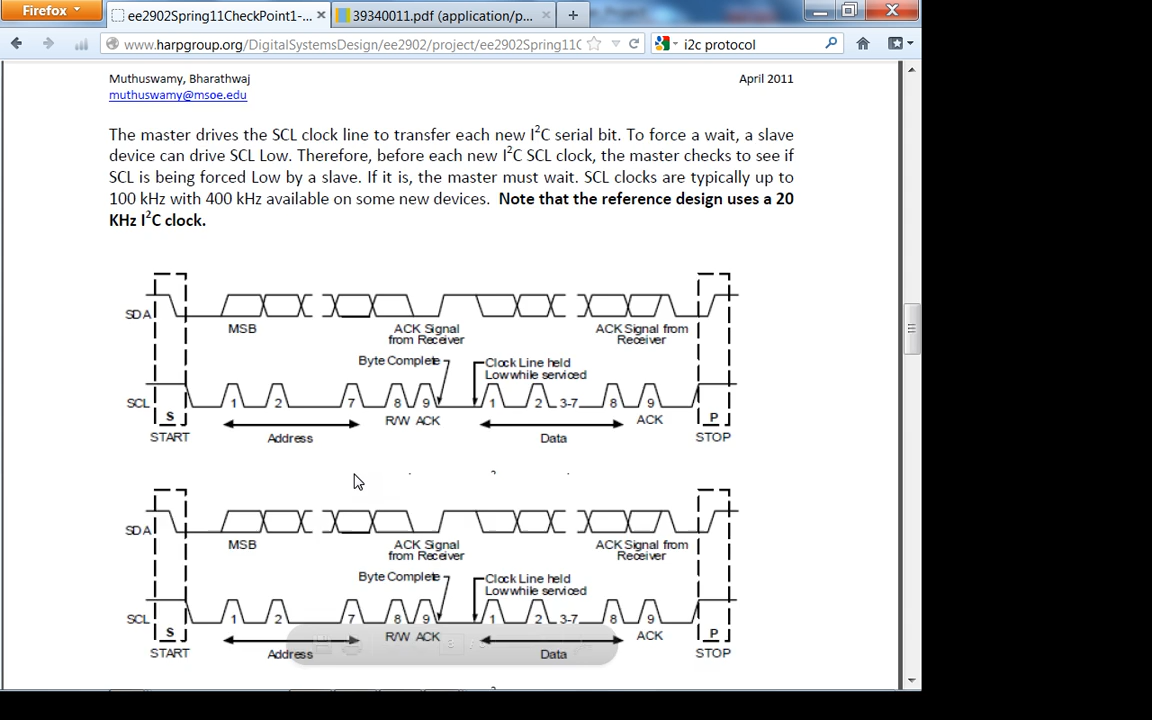 Firefox
ee2902Spring11CheckPoint1-...
39340011.pdf (application/p...
www.harpgroup.org/DigitalSystemsDesign/ee2902/project/ee2902Spring11C
i2c protocol
Muthuswamy, Bharathwaj
April 2011
muthuswamy@msoe.edu
The master drives the SCL clock line to transfer each new I²C serial bit. To force a wait, a slave
device can drive SCL Low. Therefore, before each new I²C SCL clock, the master checks to see if
SCL is being forced Low by a slave. If it is, the master must wait. SCL clocks are typically up to
100 kHz with 400 kHz available on some new devices. Note that the reference design uses a 20
KHz I²C clock.
SDA
MSB
ACK Signal
from Receiver
ACK Signal from
Receiver
Byte Complete
Clock Line held
Low while serviced
SCL
1 2 7 8 9 1 2 3-7 8 9
S
R/W ACK
ACK
P
START
Address
Data
STOP
SDA
MSB
ACK Signal
from Receiver
ACK Signal from
Receiver
Byte Complete
Clock Line held
Low while serviced
SCL
1 2 7 8 9 1 2 3-7 8 9
S
R/W ACK
ACK
P
START
Address
Data
STOP